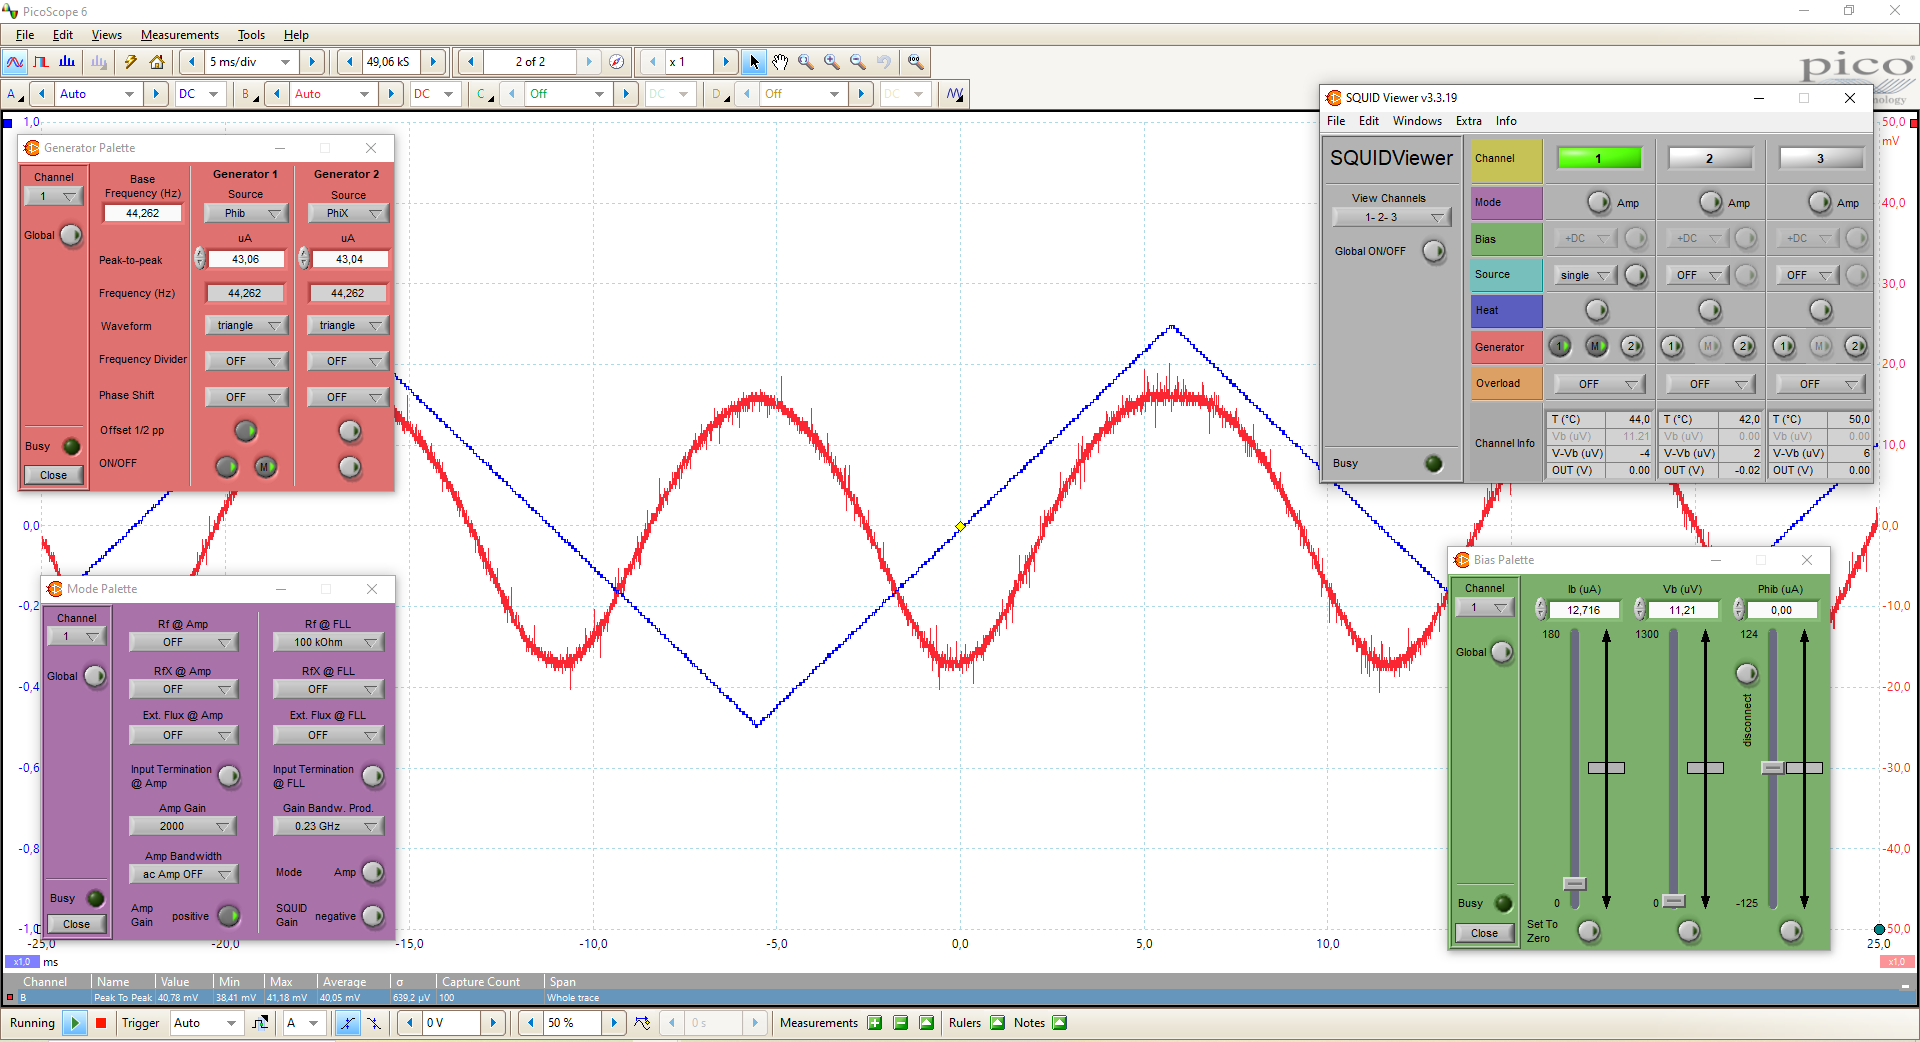 PicoScope 6
File Edit Views Measurements Tools Help
5 ms/div 49,06 kS 2 of 2 x 1
pico
nology
A Auto DC B Auto DC C Off DC D Off DC
1,0
0,0
-0,2
-0,4
-0,6
-0,8
-1,0
50,0
mV
40,0
30,0
20,0
10,0
0,0
-10,0
-20,0
-30,0
-40,0
-50,0
-25,0 -20,0 -15,0 -10,0 -5,0 0,0 5,0 10,0 25,0
x1,0 ms x1,0
Generator Palette
Channel
1
Global
Busy
Close
Base
Frequency (Hz)
44,262
Generator 1 Generator 2
Source Source
Phib PhiX
uA uA
Peak-to-peak 43,06 43,04
Frequency (Hz) 44,262 44,262
Waveform triangle triangle
Frequency Divider OFF OFF
Phase Shift OFF OFF
Offset 1/2 pp
ON/OFF M
Mode Palette
Channel
1
Global
Busy
Close
Rf @ Amp Rf @ FLL
OFF 100 kOhm
RfX @ Amp RfX @ FLL
OFF OFF
Ext. Flux @ Amp Ext. Flux @ FLL
OFF OFF
Input Termination Input Termination
@ Amp @ FLL
Amp Gain Gain Bandw. Prod.
2000 0.23 GHz
Amp Bandwidth
ac Amp OFF Mode Amp
Amp
Gain positive
SQUID
Gain negative
SQUID Viewer v3.3.19
File Edit Windows Extra Info
SQUIDViewer
View Channels
1- 2- 3
Global ON/OFF
Busy
Channel 1 2 3
Mode Amp Amp Amp
Bias +DC +DC +DC
Source single OFF OFF
Heat
Generator 1 M 2 1 M 2 1 M 2
Overload OFF OFF OFF
Channel Info
T (°C) 44,0 T (°C) 42,0 T (°C) 50,0
Vb (uV) 11.21 Vb (uV) 0.00 Vb (uV) 0.00
V-Vb (uV) -4 V-Vb (uV) 2 V-Vb (uV) 6
OUT (V) 0.00 OUT (V) -0.02 OUT (V) 0.00
Bias Palette
Channel
1
Global
Busy
Close
Ib (uA) Vb (uV) Phib (uA)
12,716 11,21 0,00
180 1300 124
disconnect
0 0 -125
Set To
Zero
Channel Name Value Min Max Average σ Capture Count Span
B Peak To Peak 40,78 mV 38,41 mV 41,18 mV 40,05 mV 639,2 µV 100 Whole trace
Running Trigger Auto A 0 V 50 % 0 s Measurements Rulers Notes